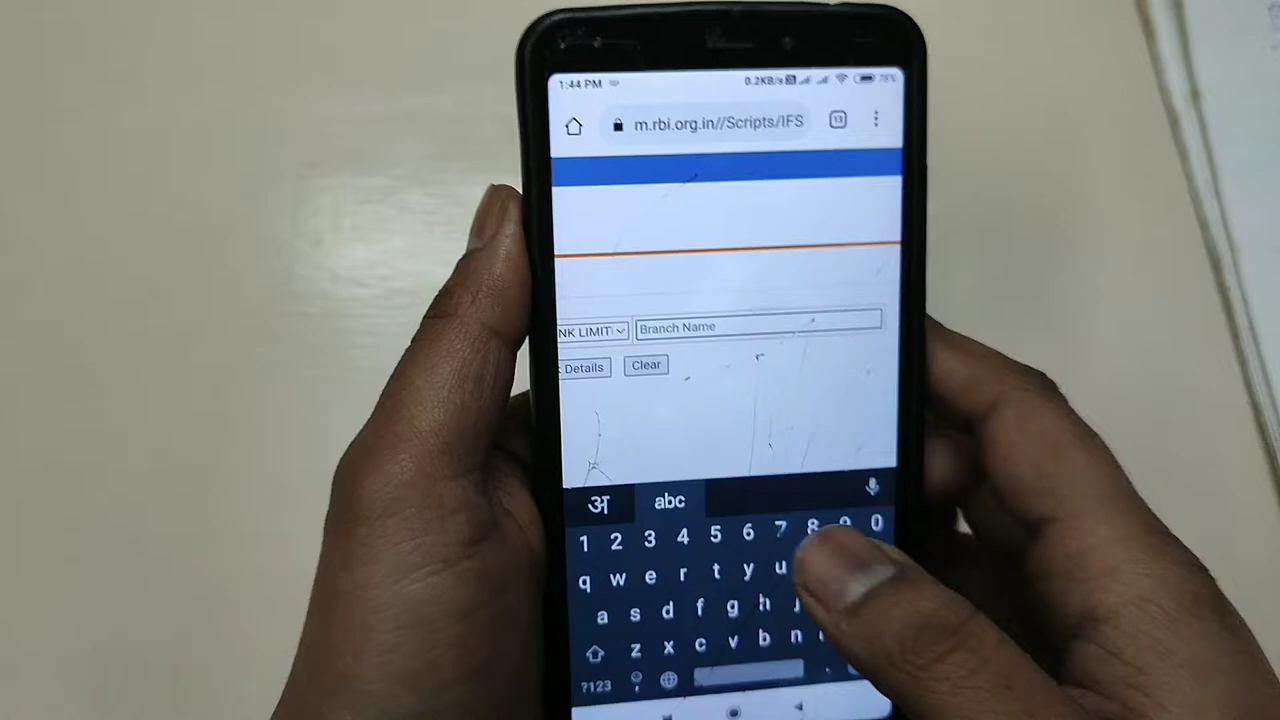 1:44 PM 0.2KB/s 76%
m.rbi.org.in//Scripts/IFS 13
NK LIMIT Branch Name
Details Clear
अ abc
1 2 3 4 5 6 7 8 9 0
q w e r t y u
a s d f g h j
z x c v b n
?123